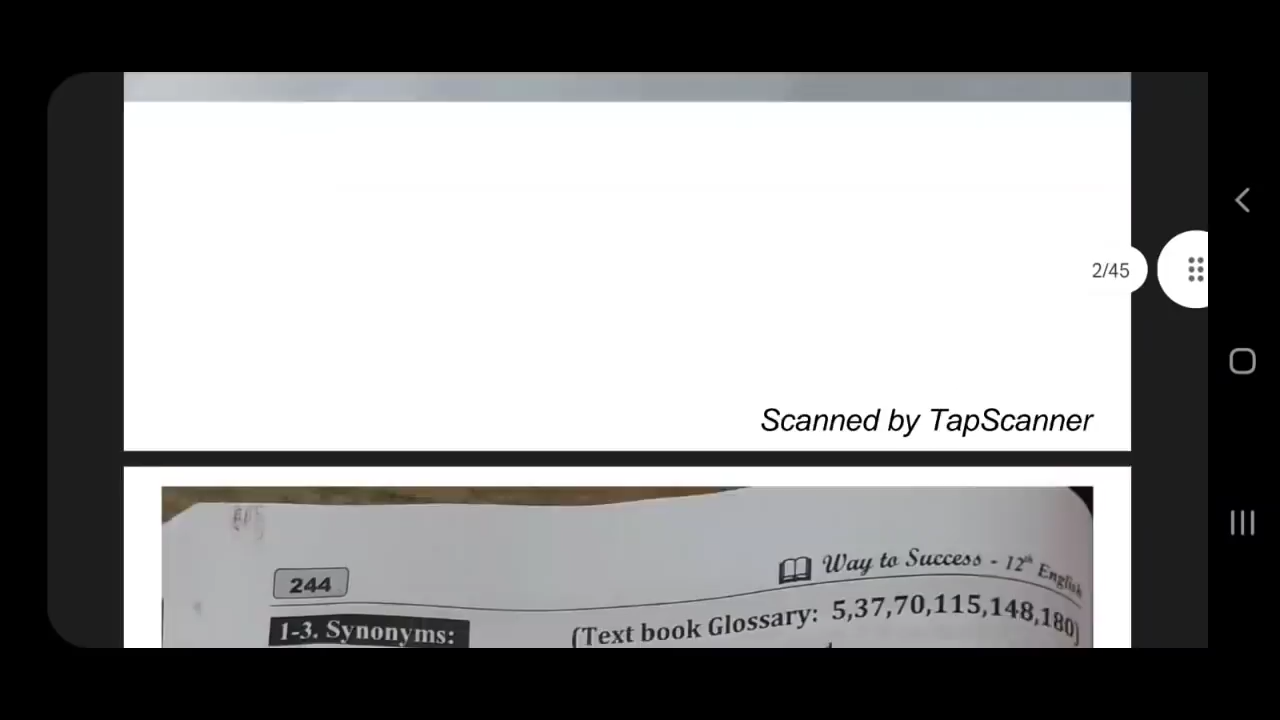 2/45
Scanned by TapScanner
244
Way to Success - 12th English
1-3. Synonyms:
(Text book Glossary: 5,37,70,115,148,180)